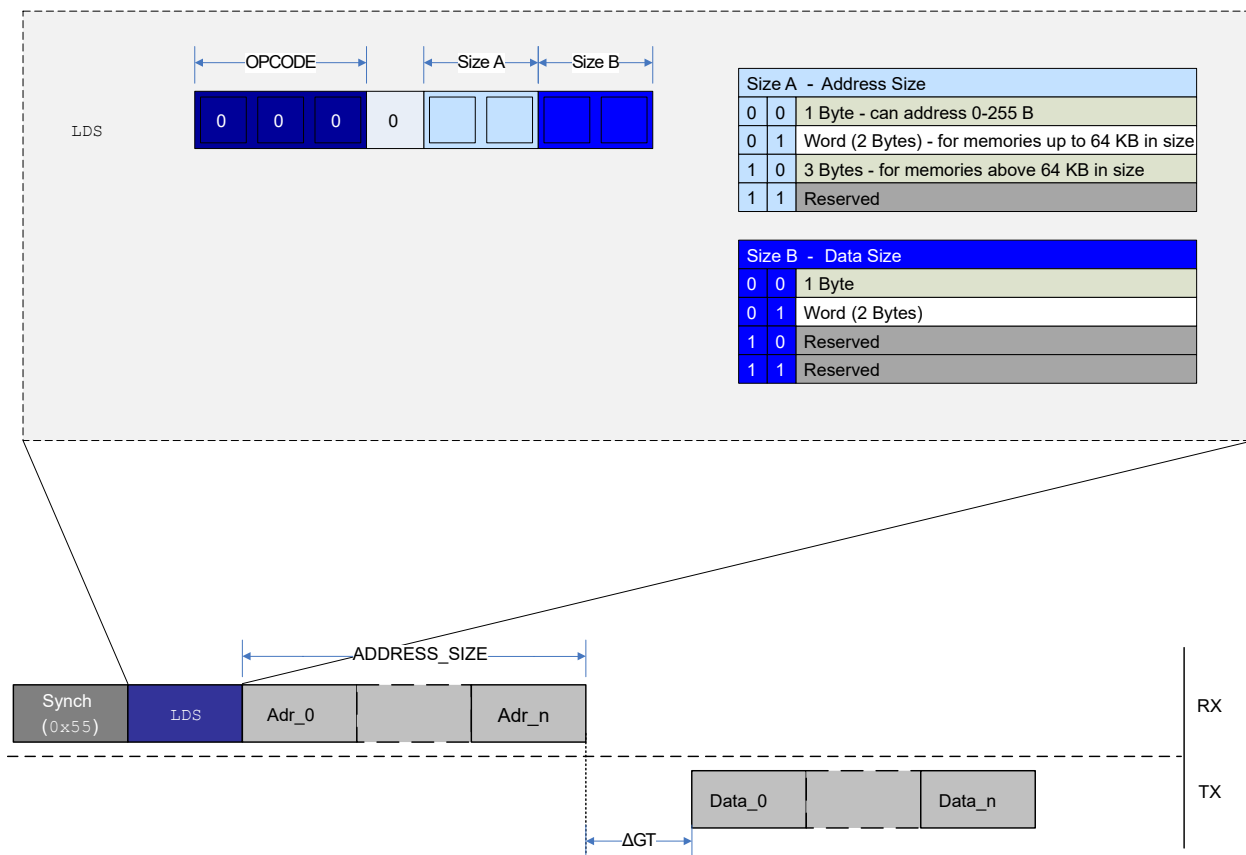 OPCODE Size A Size B
LDS 0 0 0 0
Size A - Address Size
0 0 1 Byte - can address 0-255 B
0 1 Word (2 Bytes) - for memories up to 64 KB in size
1 0 3 Bytes - for memories above 64 KB in size
1 1 Reserved
Size B - Data Size
0 0 1 Byte
0 1 Word (2 Bytes)
1 0 Reserved
1 1 Reserved
ADDRESS_SIZE
Synch
(0x55)
LDS
Adr_0
Adr_n
RX
Data_0
Data_n
TX
ΔGT